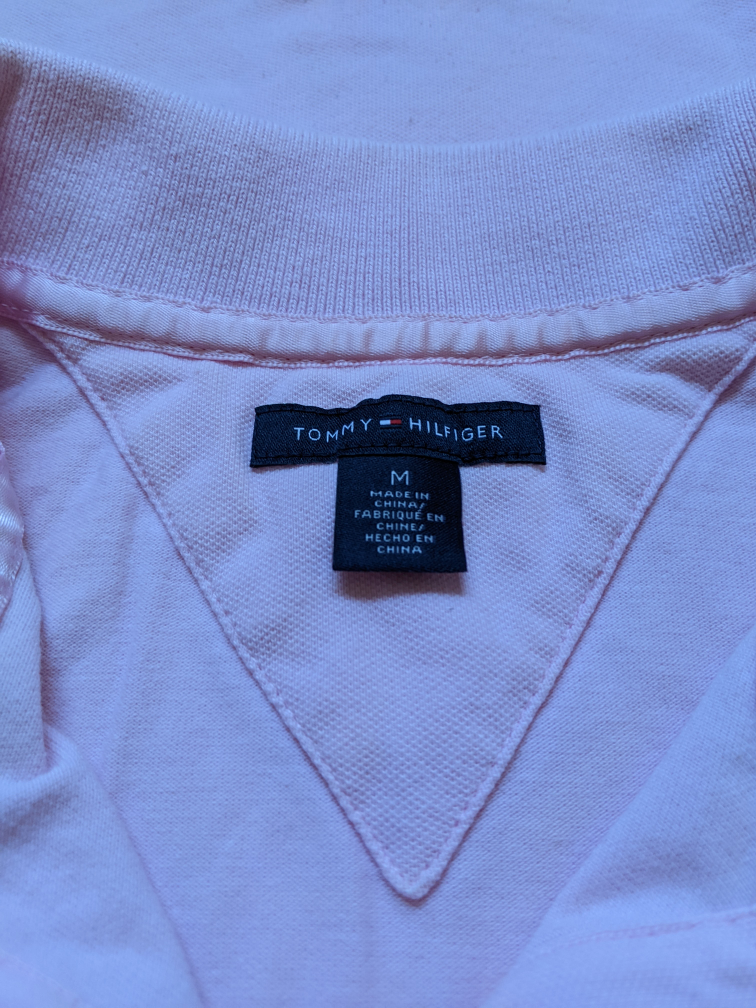 TOMMY HILFIGER
M
MADE IN
CHINA/
FABRIQUÉ EN
CHINE/
HECHO EN
CHINA